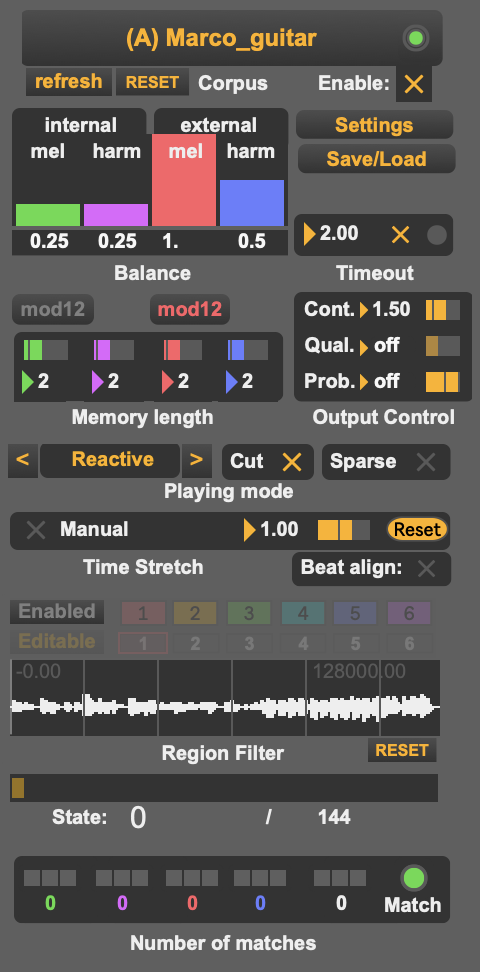 (A) Marco_guitar
refresh RESET Corpus Enable:
internal external
mel harm mel harm
Settings
Save/Load
0.25 0.25 1. 0.5
2.00
Balance Timeout
mod12 mod12
Cont. 1.50
Qual. off
Prob. off
2 2 2 2
Memory length Output Control
< Reactive > Cut Sparse
Playing mode
Manual 1.00 Reset
Time Stretch Beat align:
Enabled 1 2 3 4 5 6
Editable 1 2 3 4 5 6
-0.00 128000.00
Region Filter RESET
State: 0 / 144
0 0 0 0 0 Match
Number of matches